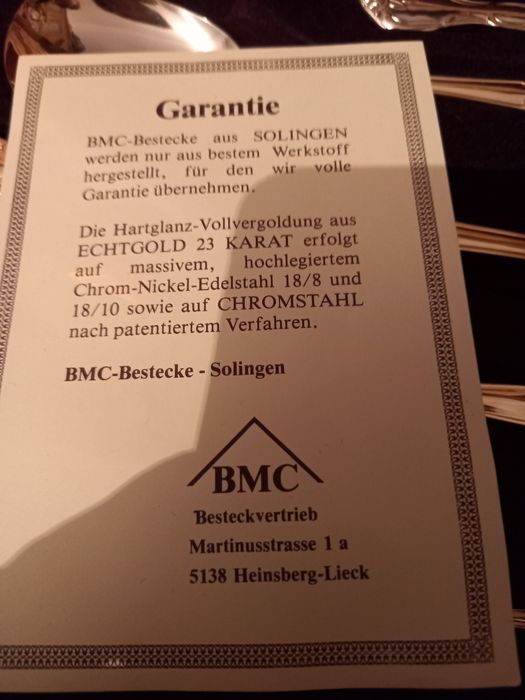 Garantie
BMC-Bestecke aus SOLINGEN
werden nur aus bestem Werkstoff
hergestellt, für den wir volle
Garantie übernehmen.
Die Hartglanz-Vollvergoldung aus
ECHTGOLD 23 KARAT erfolgt
auf massivem, hochlegiertem
Chrom-Nickel-Edelstahl 18/8 und
18/10 sowie auf CHROMSTAHL
nach patentiertem Verfahren.
BMC-Bestecke - Solingen
BMC
Besteckvertrieb
Martinusstrasse 1 a
5138 Heinsberg-Lieck